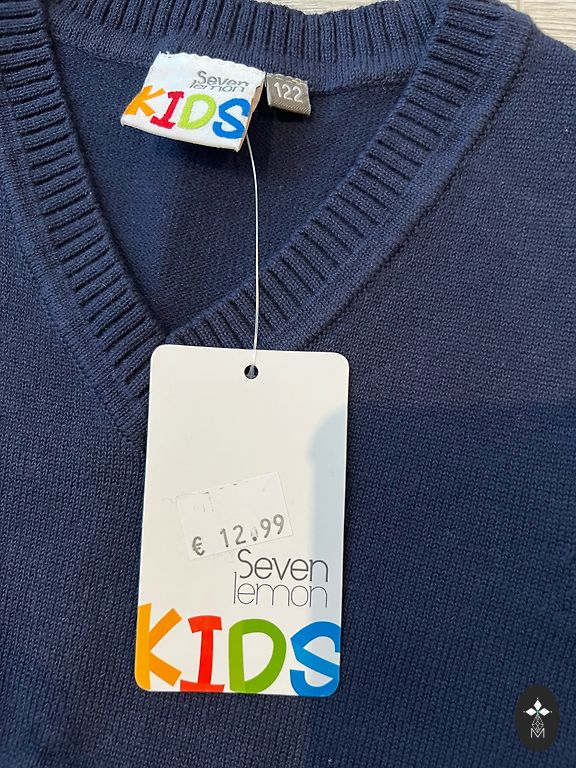 Seven
lemon
KIDS
122
€ 12.99
Seven
lemon
KIDS
M